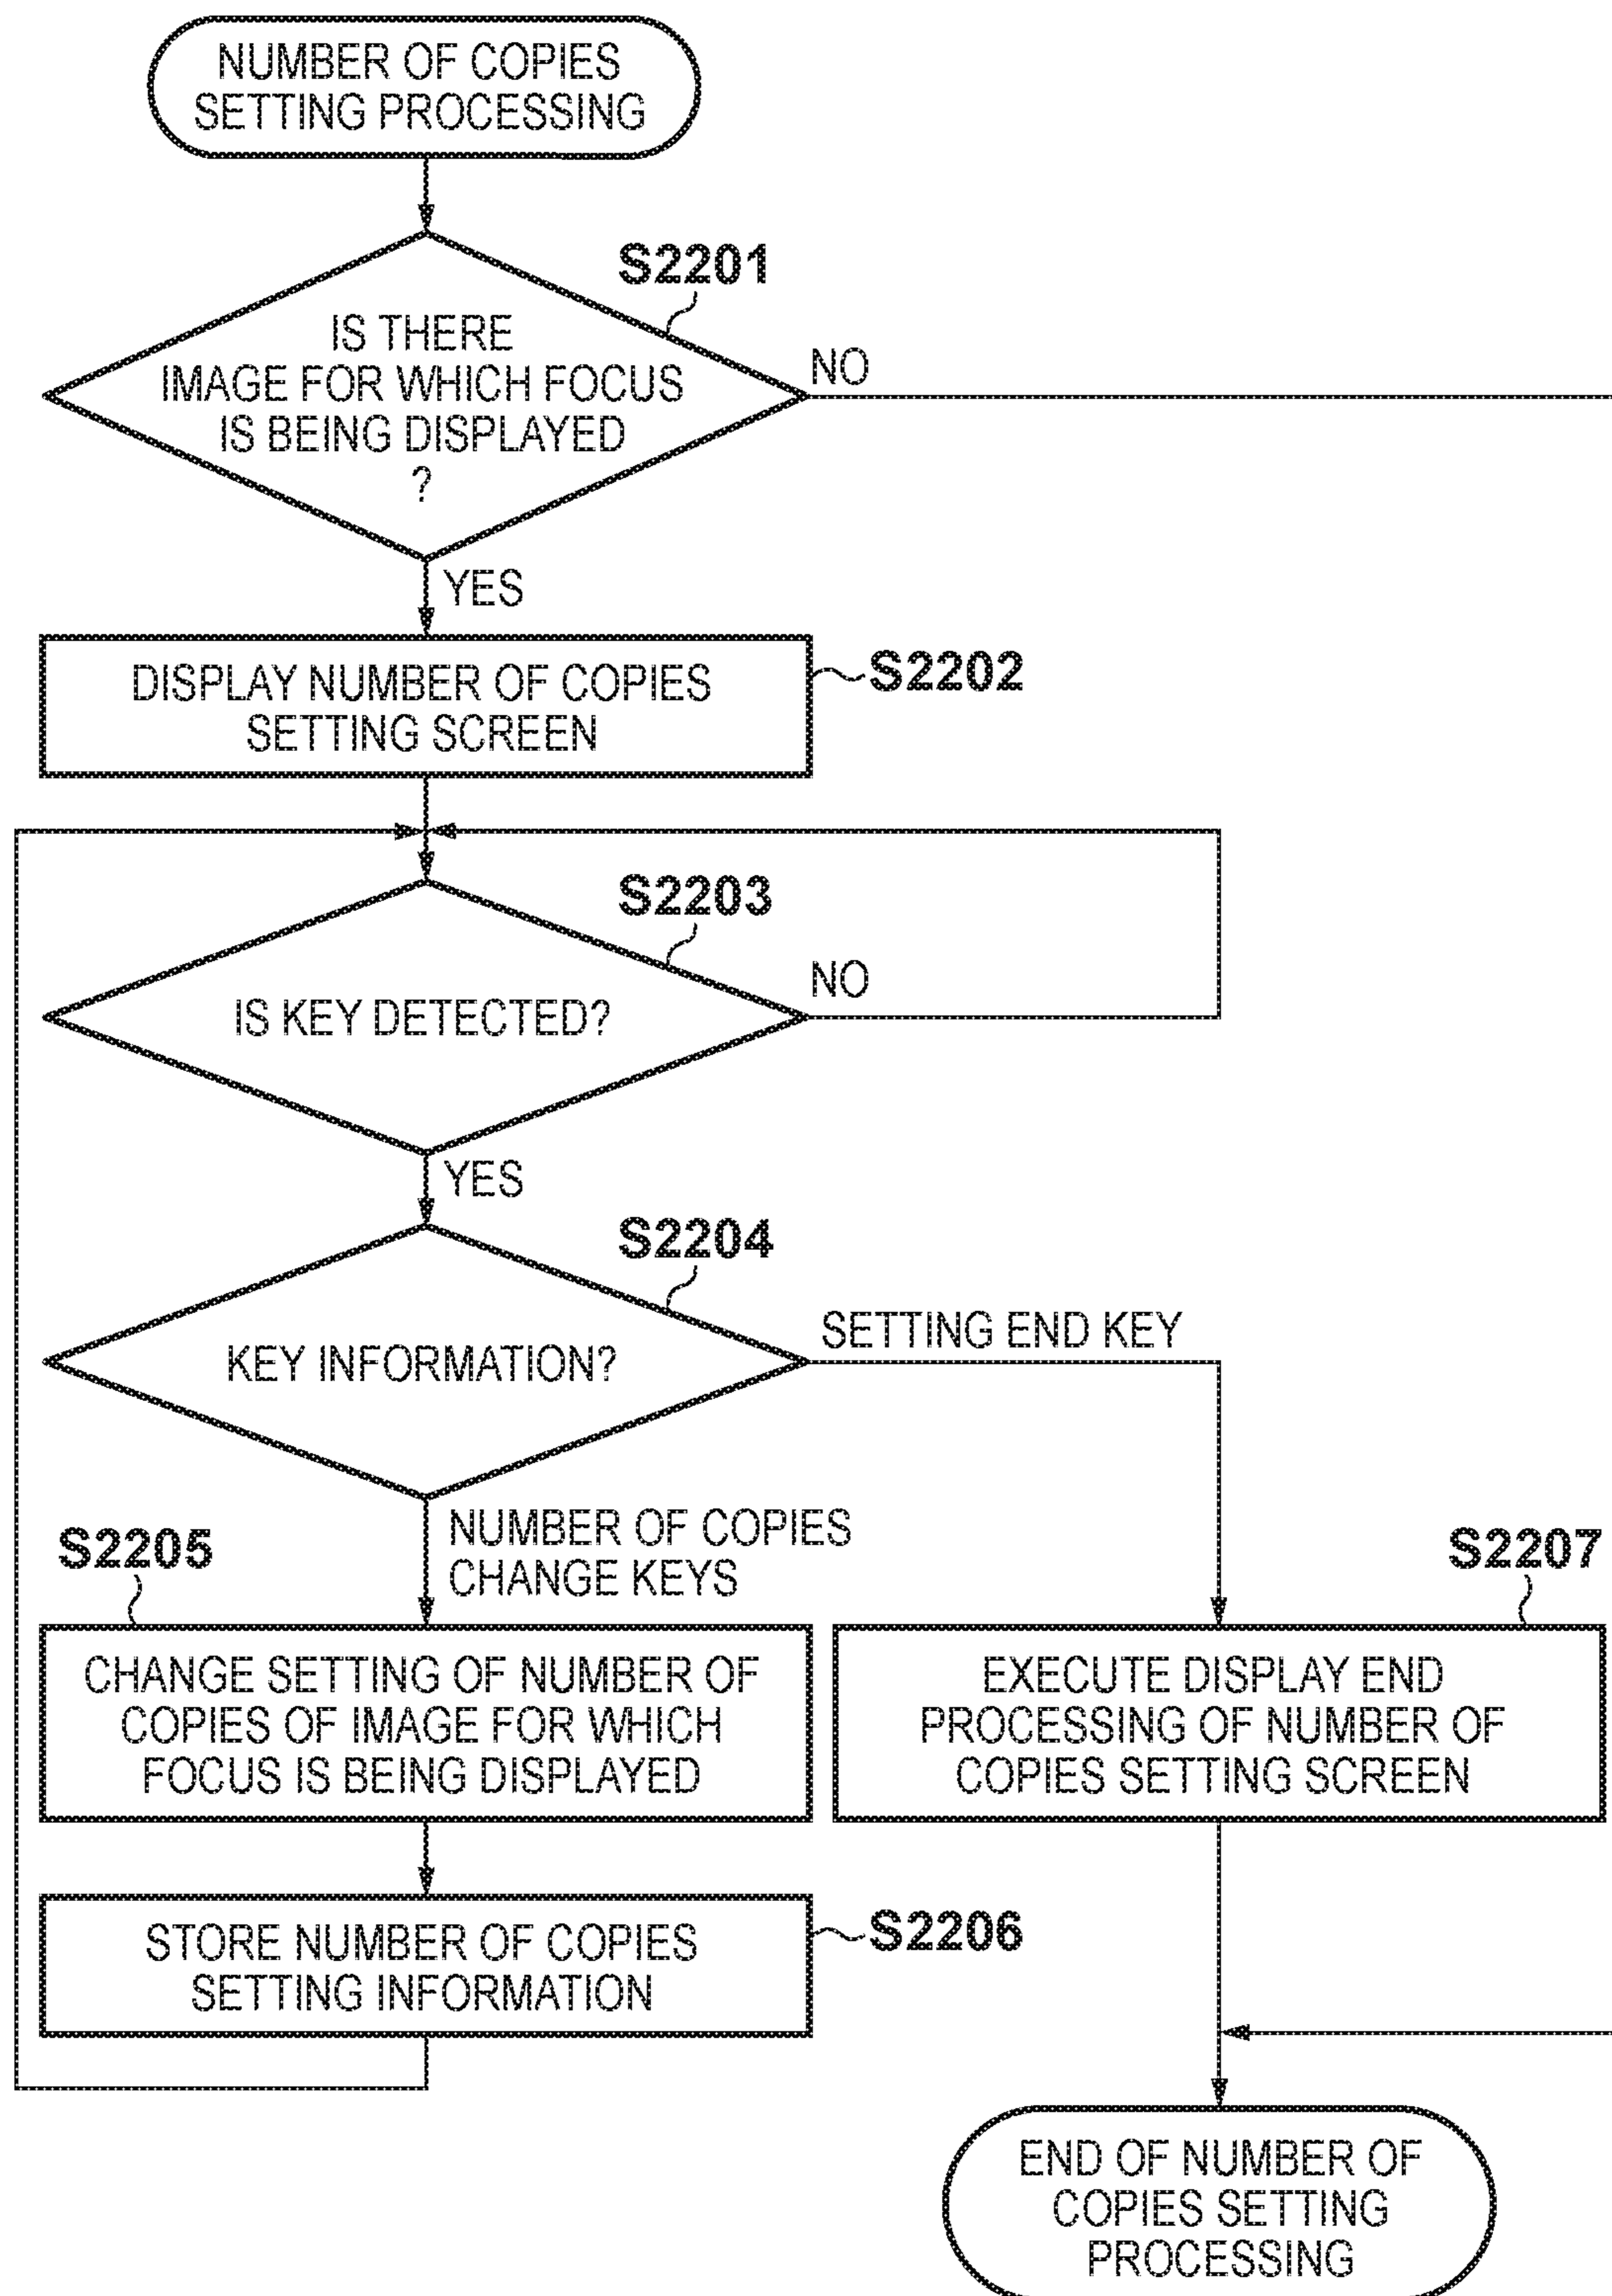 NUMBER OF COPIES
SETTING PROCESSING
S2201
IS THERE
IMAGE FOR WHICH FOCUS
IS BEING DISPLAYED
?
NO
YES
DISPLAY NUMBER OF COPIES
SETTING SCREEN
S2202
S2203
IS KEY DETECTED?
NO
YES
S2204
KEY INFORMATION?
SETTING END KEY
NUMBER OF COPIES
CHANGE KEYS
S2205
CHANGE SETTING OF NUMBER OF
COPIES OF IMAGE FOR WHICH
FOCUS IS BEING DISPLAYED
S2207
EXECUTE DISPLAY END
PROCESSING OF NUMBER OF
COPIES SETTING SCREEN
STORE NUMBER OF COPIES
SETTING INFORMATION
S2206
END OF NUMBER OF
COPIES SETTING
PROCESSING